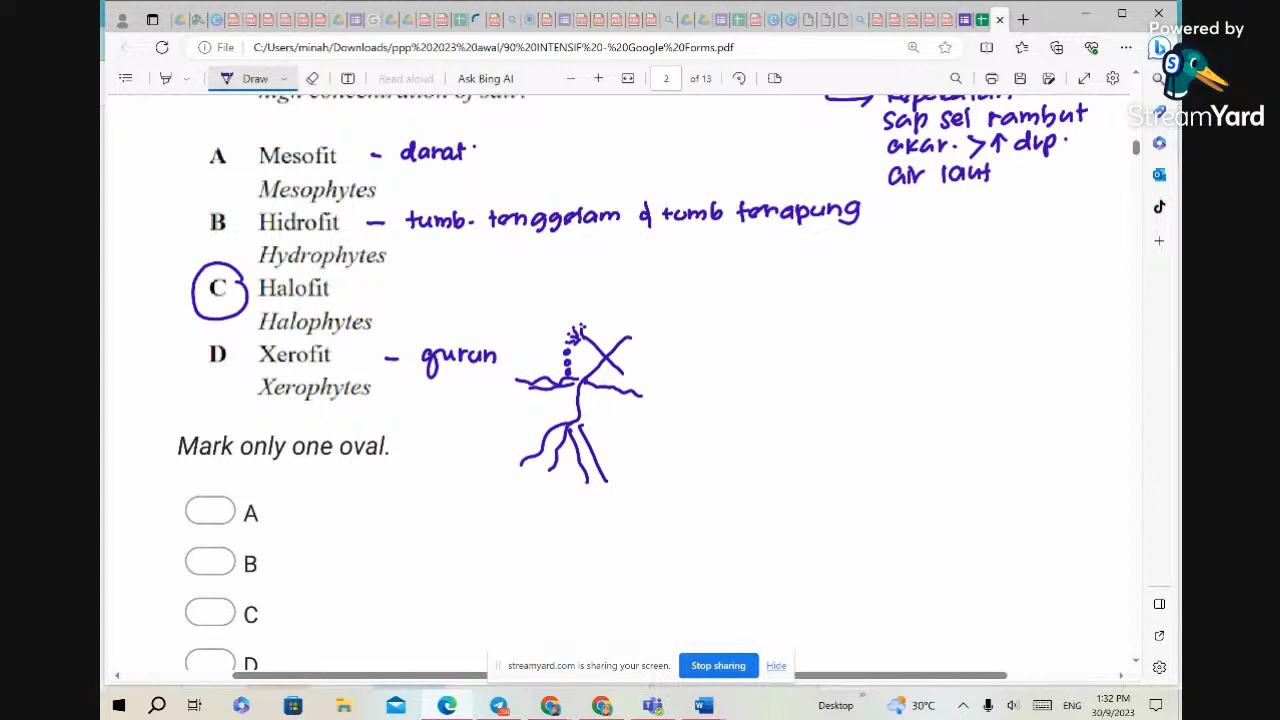 Powered by
StreamYard
File
C:/Users/minah/Downloads/ppp%202023%20awal/90%20INTENSIF%20-%20Google%20Forms.pdf
Draw
Read aloud
Ask Bing AI
2
of 13
sap sel rambut
akar. >↑ drp.
air laut
A Mesofit - darat
Mesophytes
B Hidrofit - tumb. tenggelam & tumb terapung
Hydrophytes
C Halofit
Halophytes
D Xerofit - gurun
Xerophytes
Mark only one oval.
A
B
C
D
streamyard.com is sharing your screen.
Stop sharing
Hide
Desktop
30°C
ENG
1:32 PM
30/9/2023